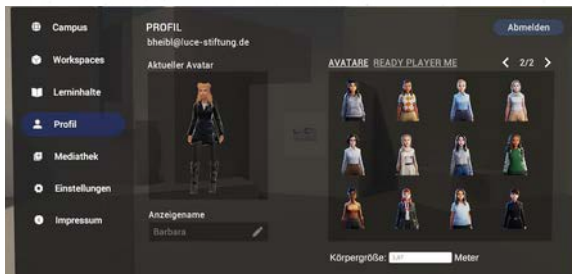 Campus
Workspaces
Lerninhalte
Profil
Mediathek
Einstellungen
Impressum
PROFIL
bheibl@luce-stiftung.de
Aktueller Avatar
Anzeigename
Barbara
Abmelden
AVATARE READY PLAYER ME
< 2/2 >
Körpergröße: Meter